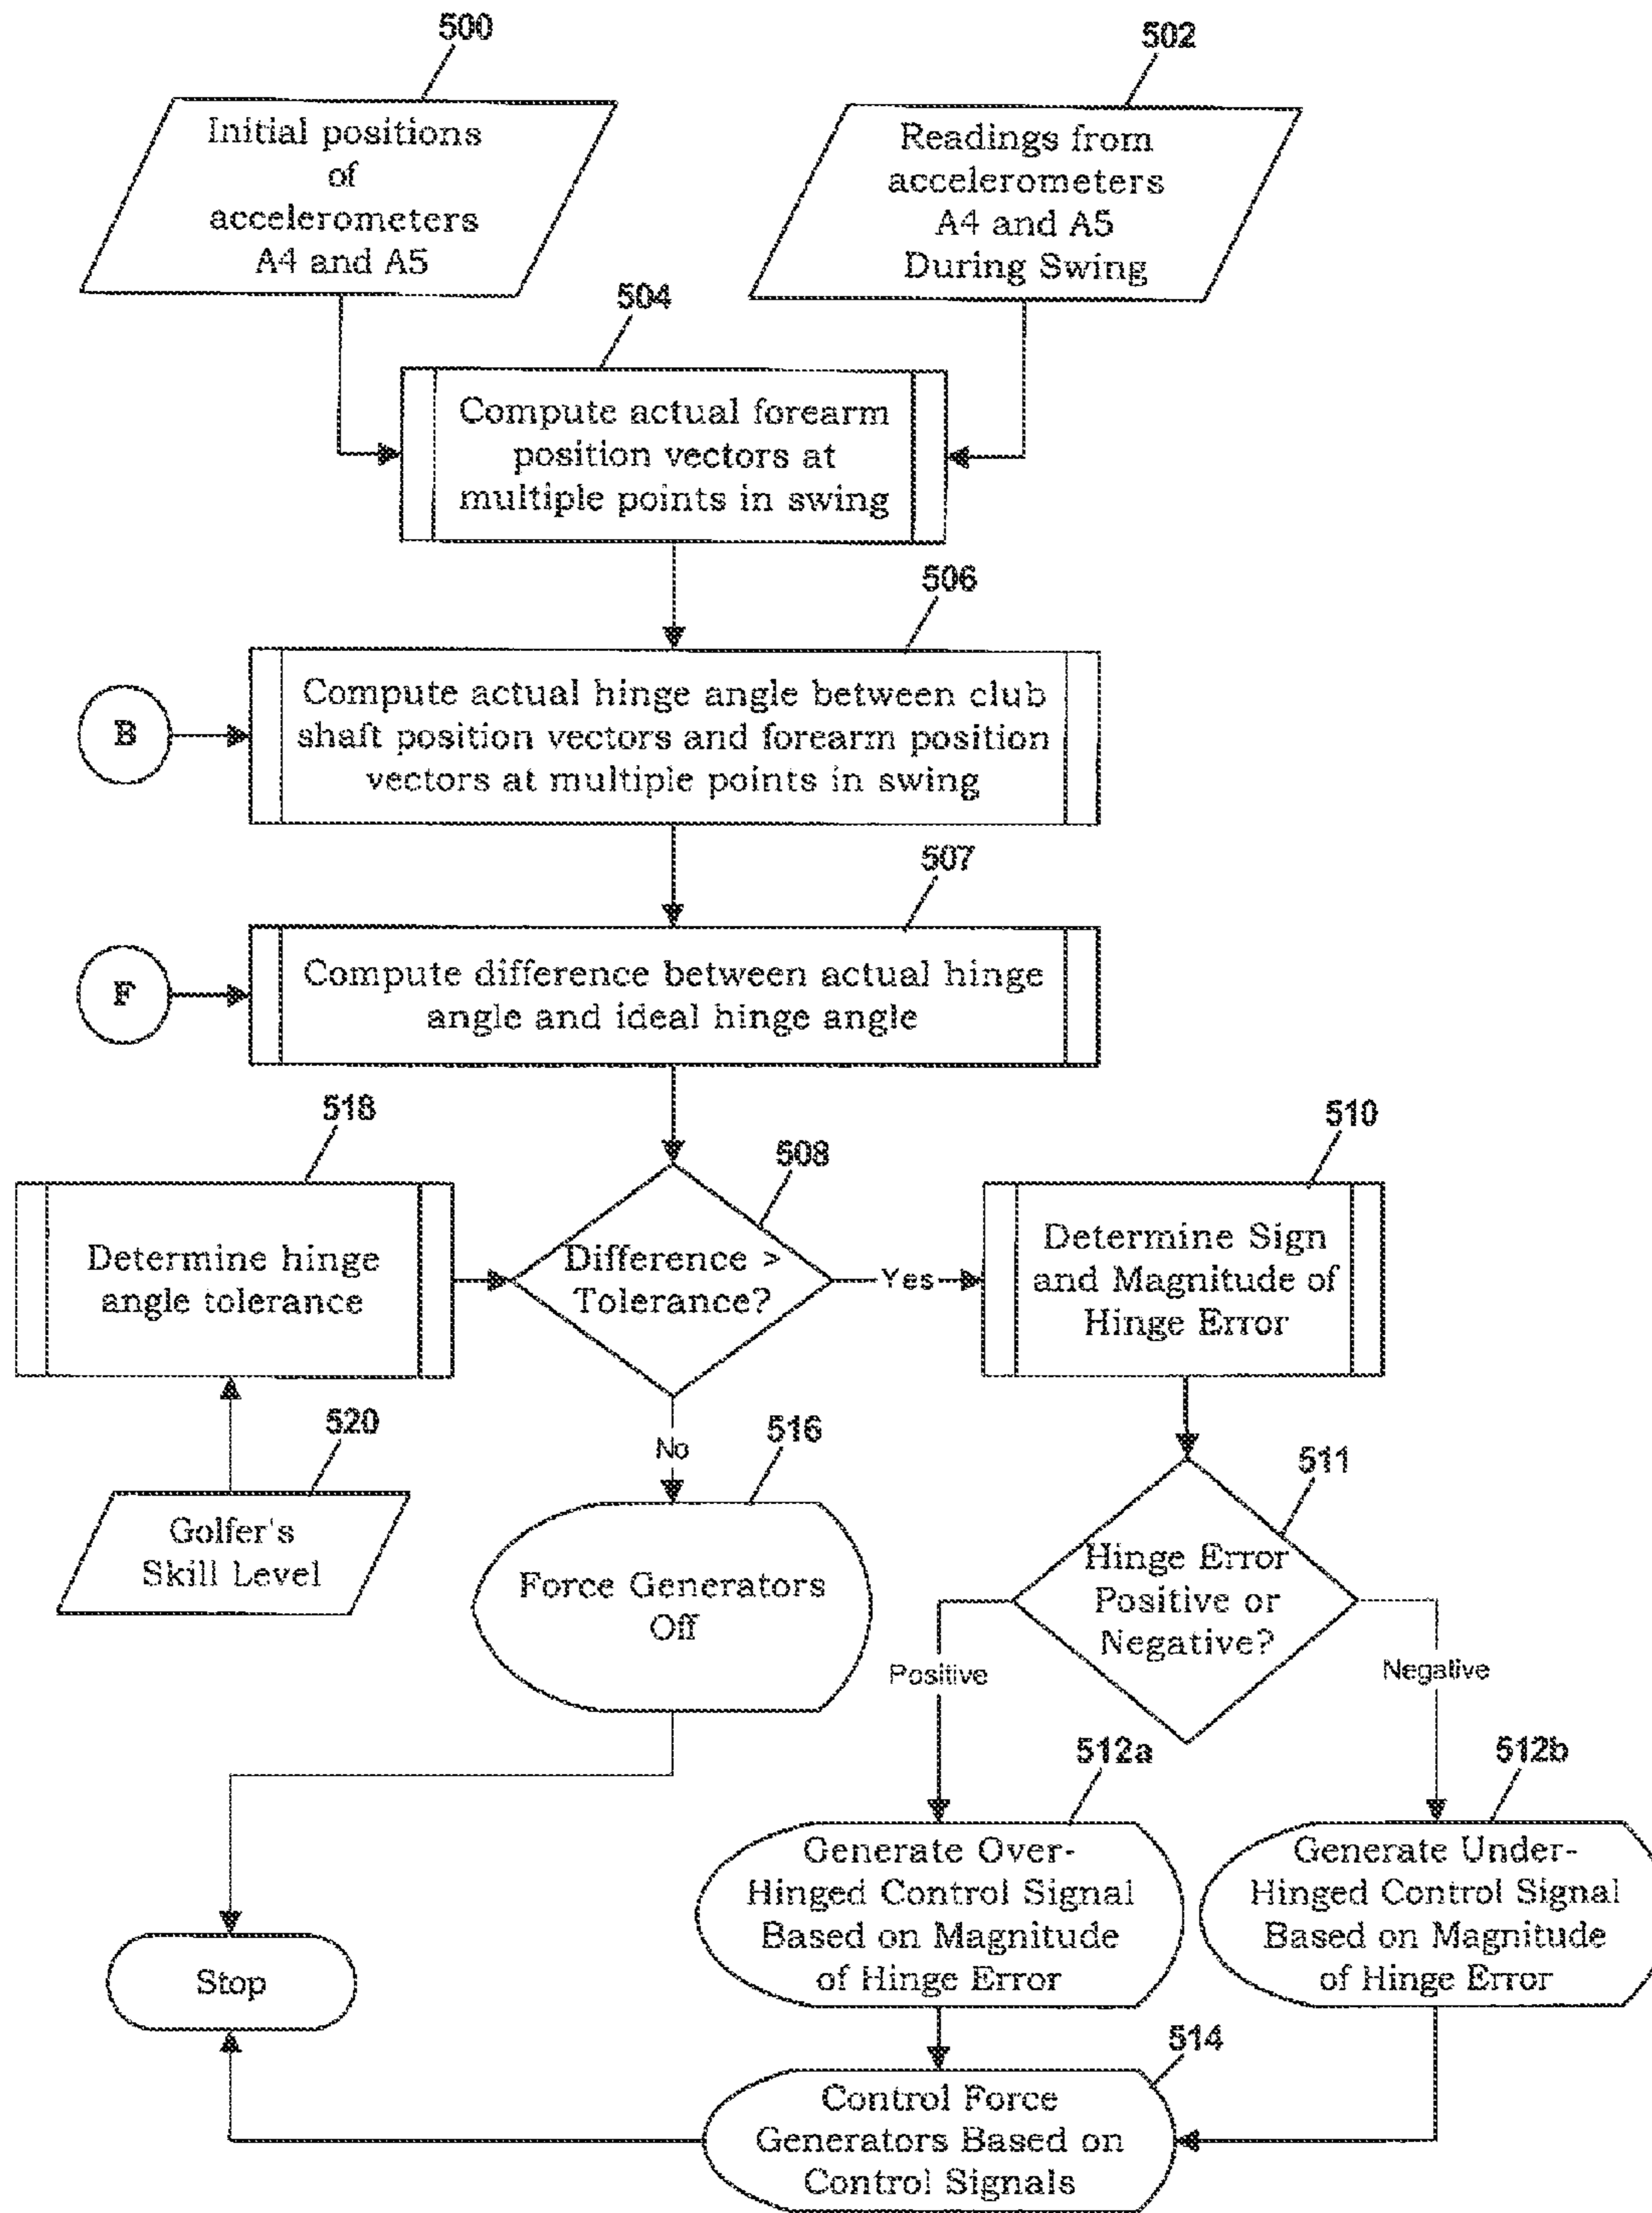 500
502
Initial positions
of
accelerometers
A4 and A5
Readings from
accelerometers
A4 and A5
During Swing
504
Compute actual forearm
position vectors at
multiple points in swing
506
B
Compute actual hinge angle between club
shaft position vectors and forearm position
vectors at multiple points in swing
507
F
Compute difference between actual hinge
angle and ideal hinge angle
518
508
510
Determine hinge
angle tolerance
Difference >
Tolerance?
Yes
Determine Sign
and Magnitude of
Hinge Error
520
No
516
511
Golfer's
Skill Level
Force Generators
Off
Hinge Error
Positive or
Negative?
Positive
Negative
512a
512b
Generate Over-
Hinged Control Signal
Based on Magnitude
of Hinge Error
Generate Under-
Hinged Control Signal
Based on Magnitude
of Hinge Error
Stop
514
Control Force
Generators Based on
Control Signals